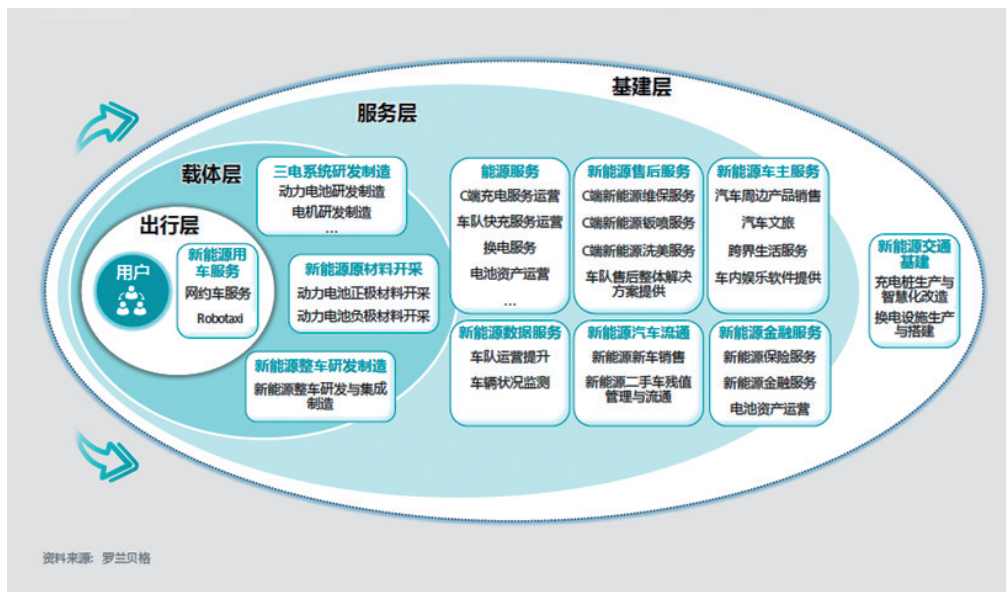 基建层
服务层
载体层
出行层
用户
新能源用
车服务
网约车服务
Robotaxi
三电系统研发制造
动力电池研发制造
电机研发制造
...
新能源原材料开采
动力电池正极材料开采
动力电池负极材料开采
新能源整车研发制造
新能源整车研发与集成
制造
能源服务
C端充电服务运营
车队快充服务运营
换电服务
电池资产运营
...
新能源售后服务
C端新能源维保服务
C端新能源钣喷服务
C端新能源洗美服务
车队售后整体解决
方案提供
新能源车主服务
汽车周边产品销售
汽车文旅
跨界生活服务
车内娱乐软件提供
新能源数据服务
车队运营提升
车辆状况监测
新能源汽车流通
新能源新车销售
新能源二手车残值
管理与流通
新能源金融服务
新能源保险服务
新能源金融服务
电池资产运营
新能源交通
基建
充电桩生产与
智慧化改造
换电设施生产
与搭建
资料来源: 罗兰贝格